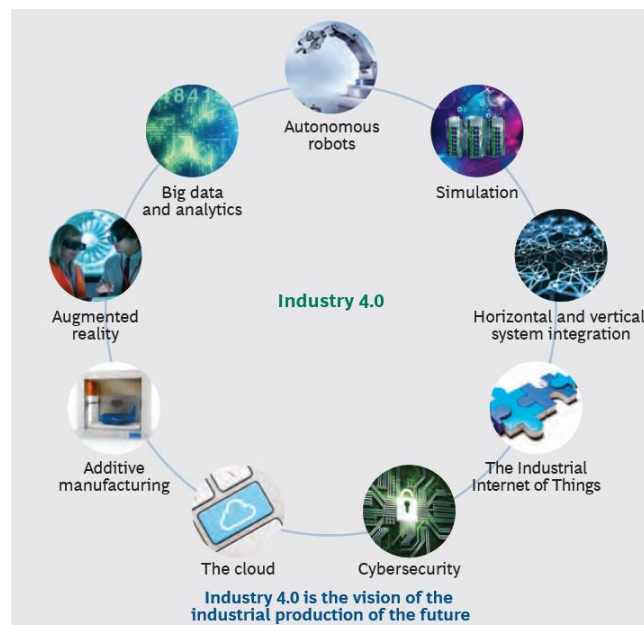 Autonomous
robots
Simulation
Horizontal and vertical
system integration
The Industrial
Internet of Things
Cybersecurity
The cloud
Additive
manufacturing
Augmented
reality
Big data
and analytics
Industry 4.0
Industry 4.0 is the vision of the
industrial production of the future